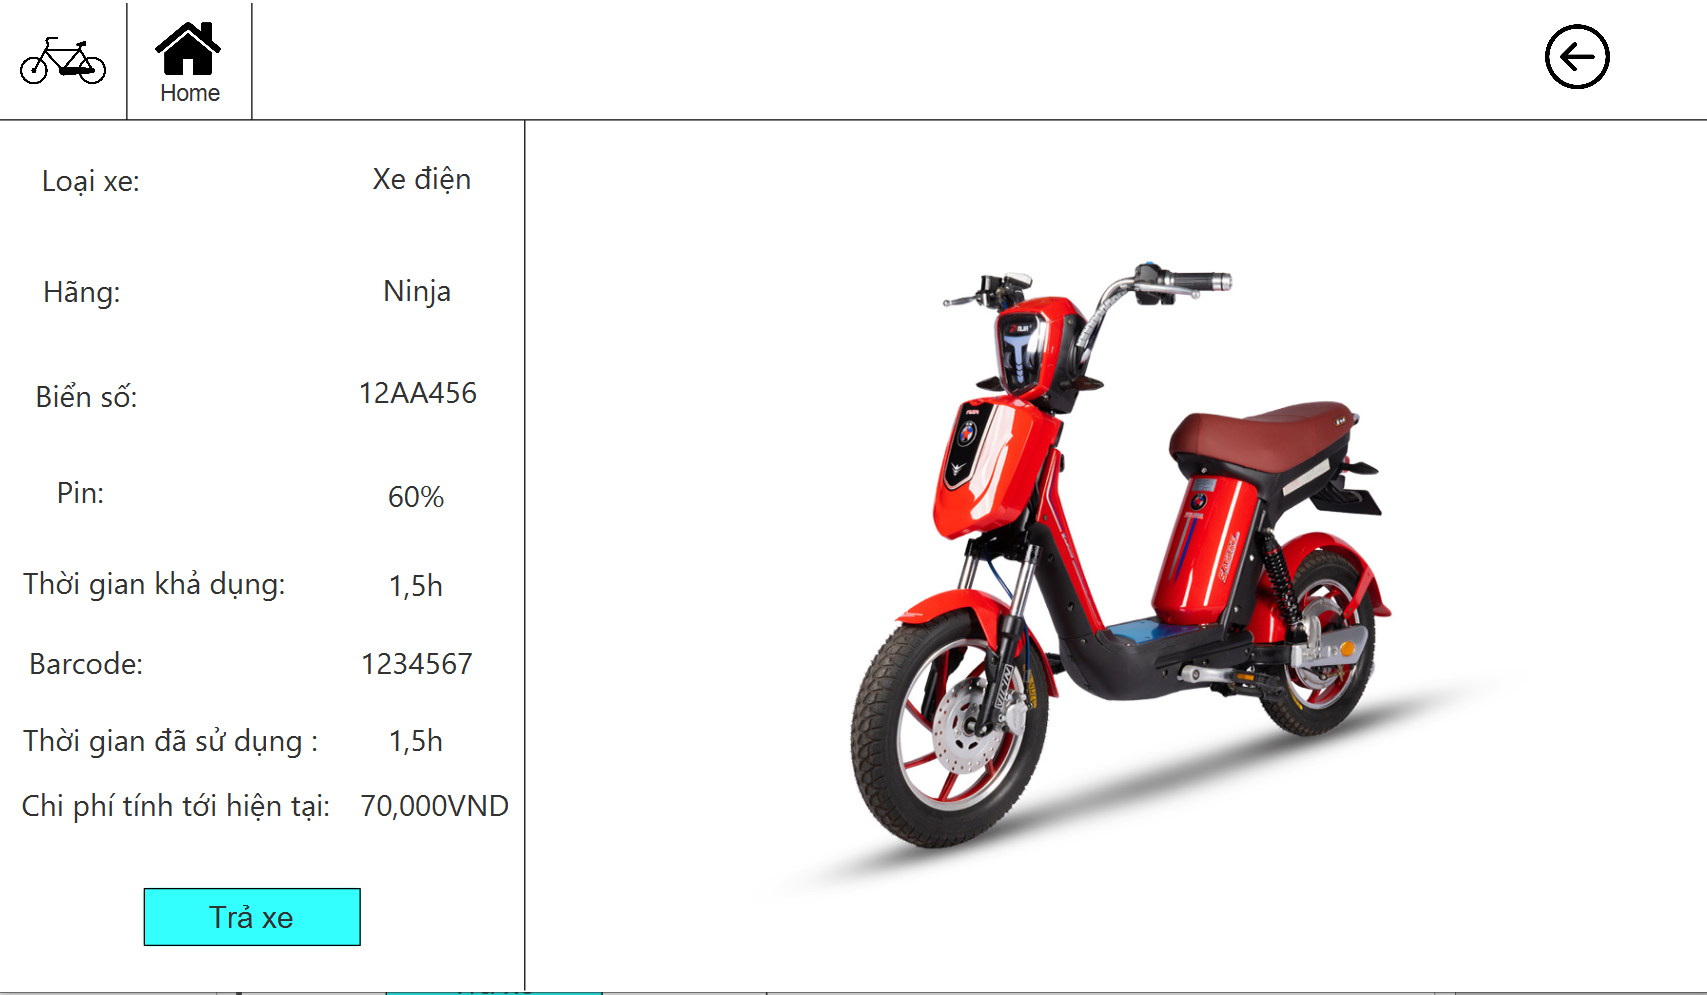 Home
Loại xe: Xe điện
Hãng: Ninja
Biển số: 12AA456
Pin: 60%
Thời gian khả dụng: 1,5h
Barcode: 1234567
Thời gian đã sử dụng : 1,5h
Chi phí tính tới hiện tại: 70,000VND
Trả xe